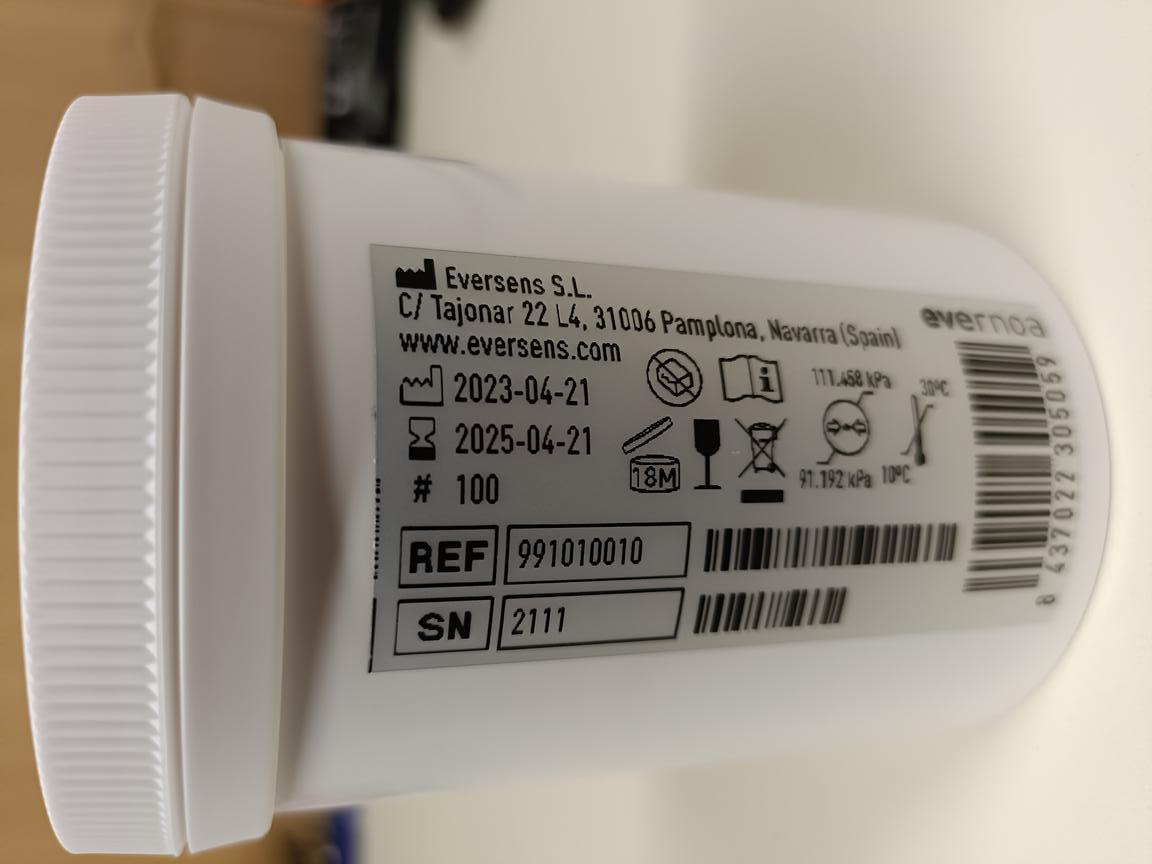 Eversens S.L.
C/ Tajonar 22 L4, 31006 Pamplona, Navarra (Spain)
www.eversens.com
evernoa
2023-04-21
2025-04-21
# 100
18M
111.458 kPa
91.192 kPa
30ºC
10ºC
REF 991010010
SN 2111
8 437022 305059